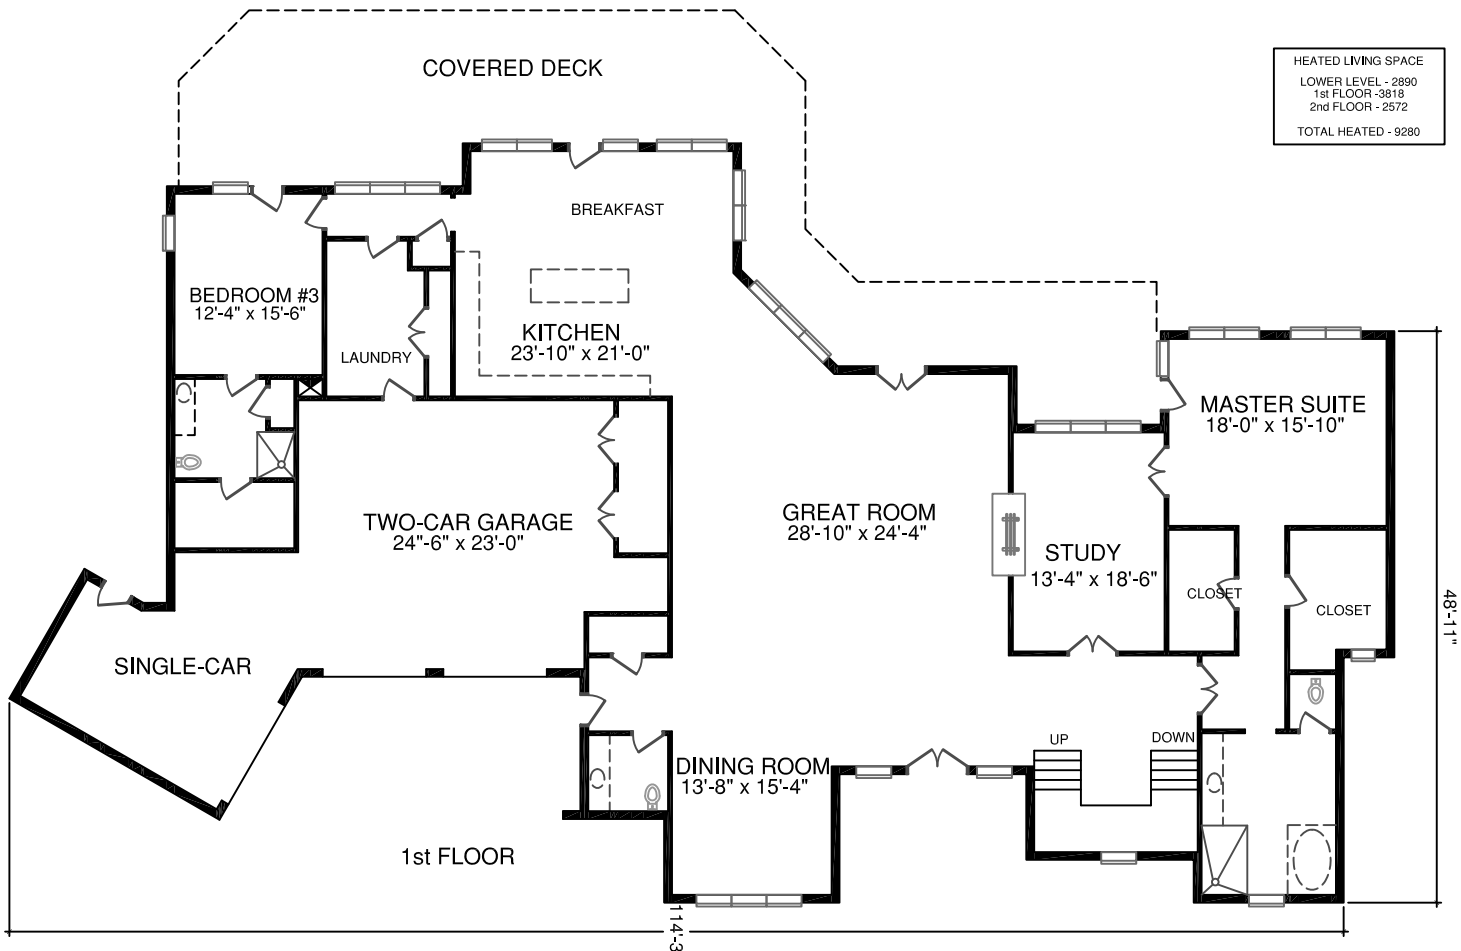 COVERED DECK
HEATED LIVING SPACE
LOWER LEVEL - 2890
1st FLOOR -3818
2nd FLOOR - 2572
TOTAL HEATED - 9280
BREAKFAST
BEDROOM #3
12'-4" x 15'-6"
KITCHEN
23'-10" x 21'-0"
LAUNDRY
MASTER SUITE
18'-0" x 15'-10"
TWO-CAR GARAGE
24"-6" x 23'-0"
GREAT ROOM
28'-10" x 24'-4"
STUDY
13'-4" x 18'-6"
CLOSET
CLOSET
48'-11"
SINGLE-CAR
UP
DOWN
DINING ROOM
13'-8" x 15'-4"
1st FLOOR
114'-3